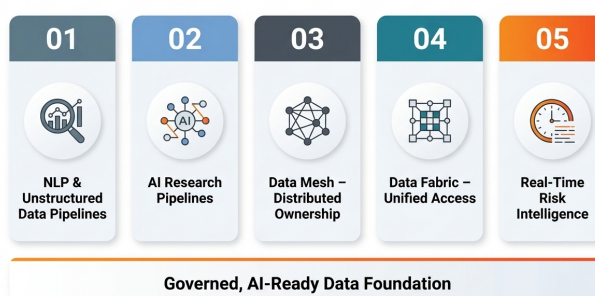 01
02
03
04
05
NLP &
Unstructured
Data Pipelines
AI
AI Research
Pipelines
Data Mesh –
Distributed
Ownership
Data Fabric –
Unified Access
Real-Time
Risk
Intelligence
Governed, AI-Ready Data Foundation